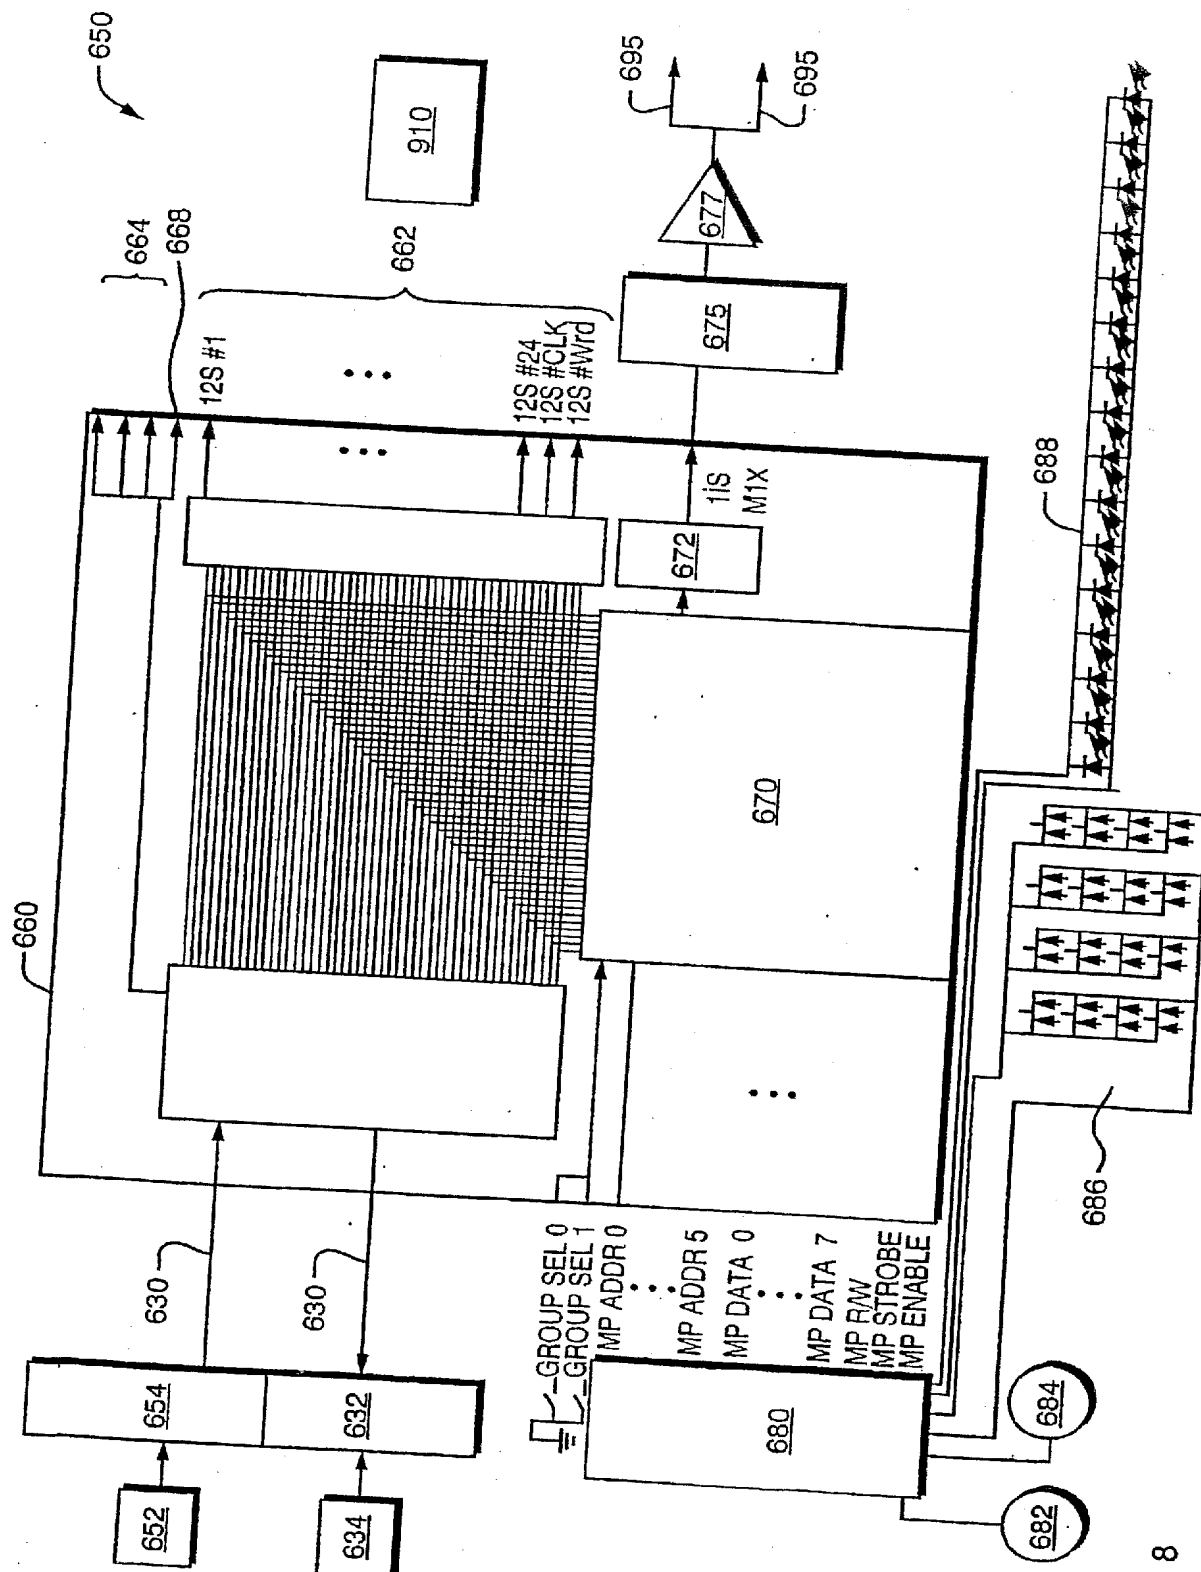 650
910
664
668
662
12S #1
12S #24
12S #CLK
12S #Wrd
695
695
677
675
1iS
M1X
672
660
670
630
630
654
632
652
634
GROUP SEL 0
GROUP SEL 1
MP ADDR 0
MP ADDR 5
MP DATA 0
MP DATA 7
MP R/W
MP STROBE
MP ENABLE
680
682
684
686
688
8